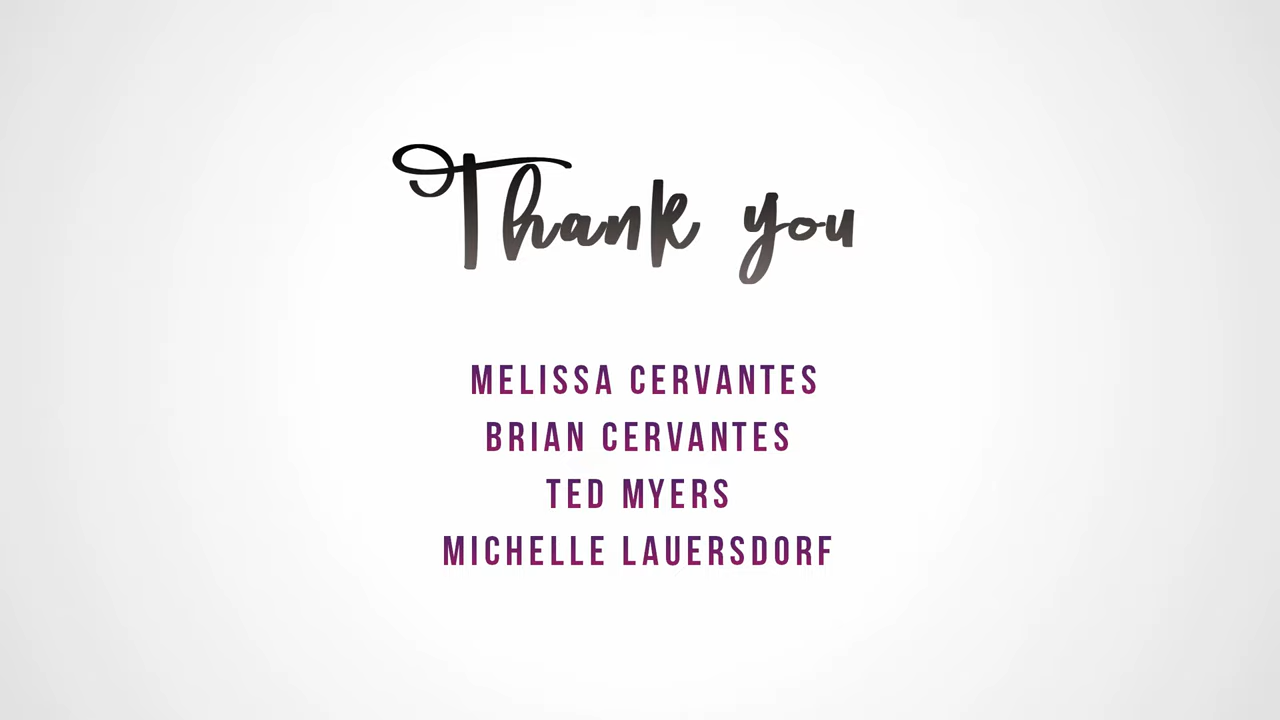 Thank you
MELISSA CERVANTES
BRIAN CERVANTES
TED MYERS
MICHELLE LAUERSDORF